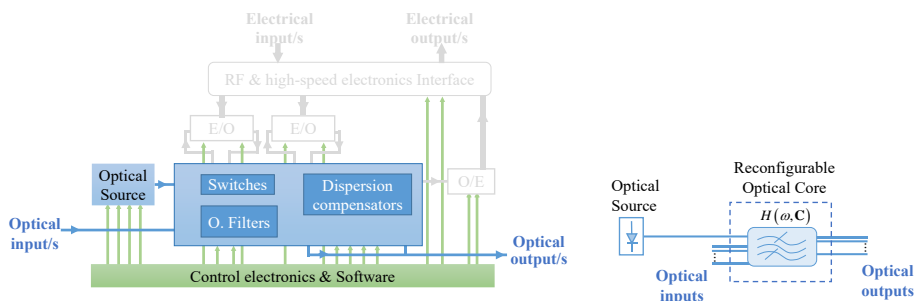 Electrical
input/s
Electrical
output/s
RF & high-speed electronics Interface
E/O
E/O
Optical
Source
Switches
O. Filters
Dispersion
compensators
O/E
Optical
input/s
Optical
output/s
Control electronics & Software
Reconfigurable
Optical Core
Optical
Source
H(ω,C)
Optical
inputs
Optical
outputs